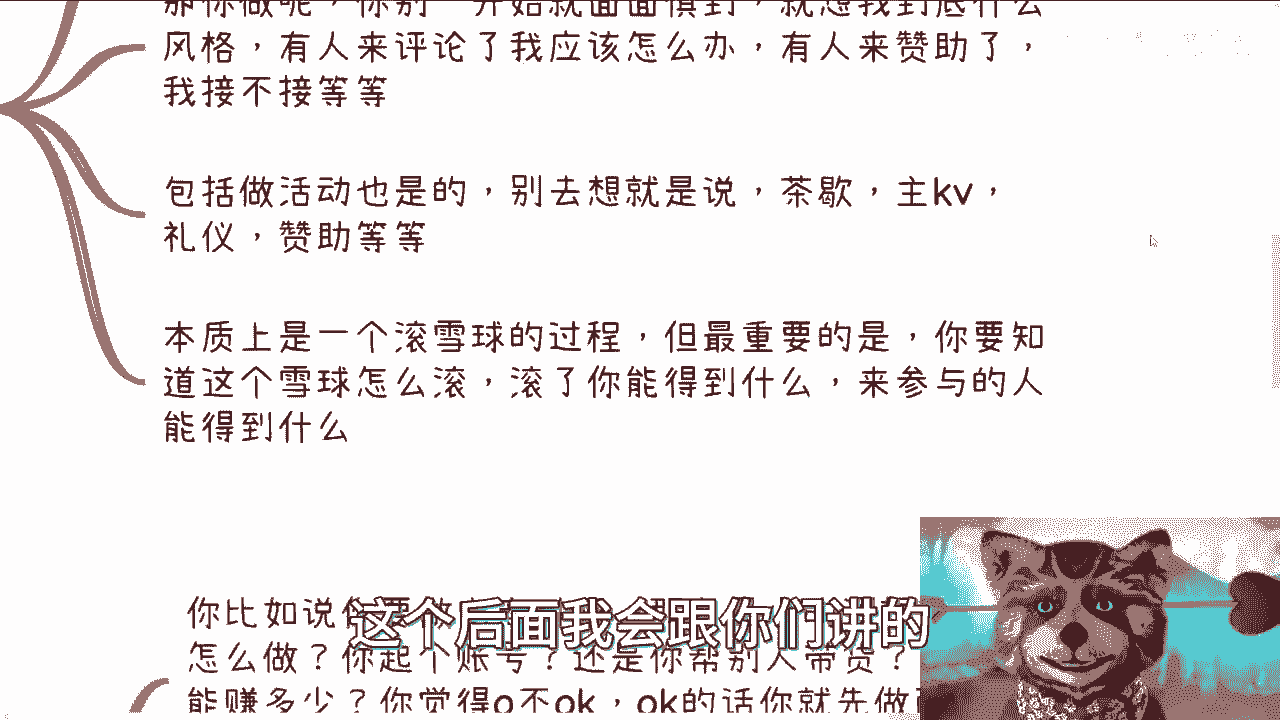 那你做呢，你别一开始就面面俱到，就想我到底什么
风格，有人来评论了我应该怎么办，有人来赞助了，
我接不接等等
包括做活动也是的，别去想就是说，茶歇，主kv，
礼仪，赞助等等
本质上是一个滚雪球的过程，但最重要的是，你要知
道这个雪球怎么滚，滚了你能得到什么，来参与的人
能得到什么
你比如说你要
这个后面我会跟你们讲的
怎么做？你起个账号？还是你帮别人带货？
能赚多少？你觉得o不ok，ok的话你就先做